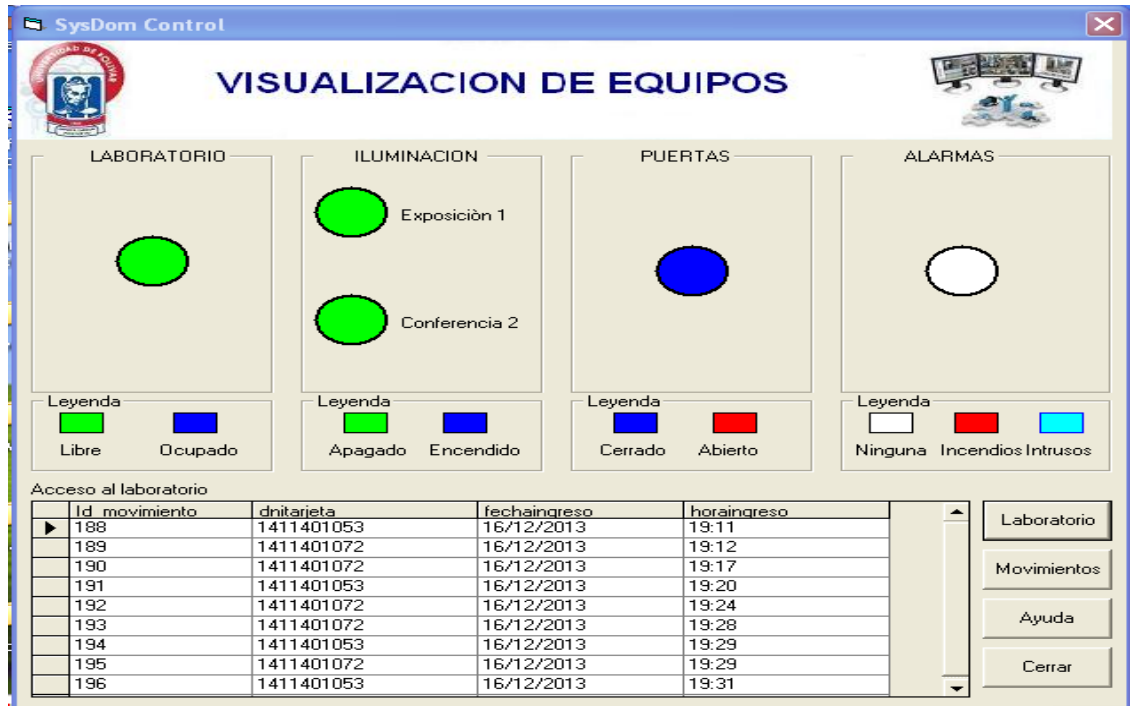 SysDom Control
UNIVERSIDAD DE BOLIVAR
VISUALIZACION DE EQUIPOS
LABORATORIO
ILUMINACION
PUERTAS
ALARMAS
Exposiciòn 1
Conferencia 2
Leyenda
Libre Ocupado
Leyenda
Apagado Encendido
Leyenda
Cerrado Abierto
Leyenda
Ninguna Incendios Intrusos
Acceso al laboratorio
Id_movimiento dnitarjeta fechaingreso horaingreso
188 1411401053 16/12/2013 19:11
189 1411401072 16/12/2013 19:12
190 1411401072 16/12/2013 19:17
191 1411401053 16/12/2013 19:20
192 1411401072 16/12/2013 19:24
193 1411401072 16/12/2013 19:28
194 1411401053 16/12/2013 19:29
195 1411401072 16/12/2013 19:29
196 1411401053 16/12/2013 19:31
Laboratorio
Movimientos
Ayuda
Cerrar